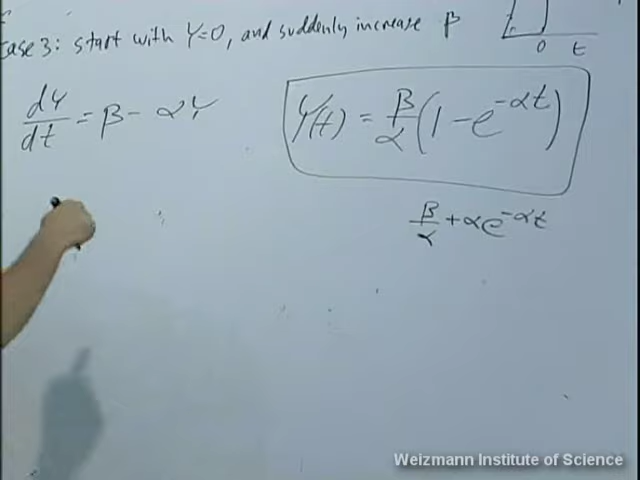 case 3: start with Y=0, and suddenly increase β
0 t
dY/dt = β - αY
Y(t) = β/α (1 - e^{-αt})
β/α + αe^{-αt}
Weizmann Institute of Science